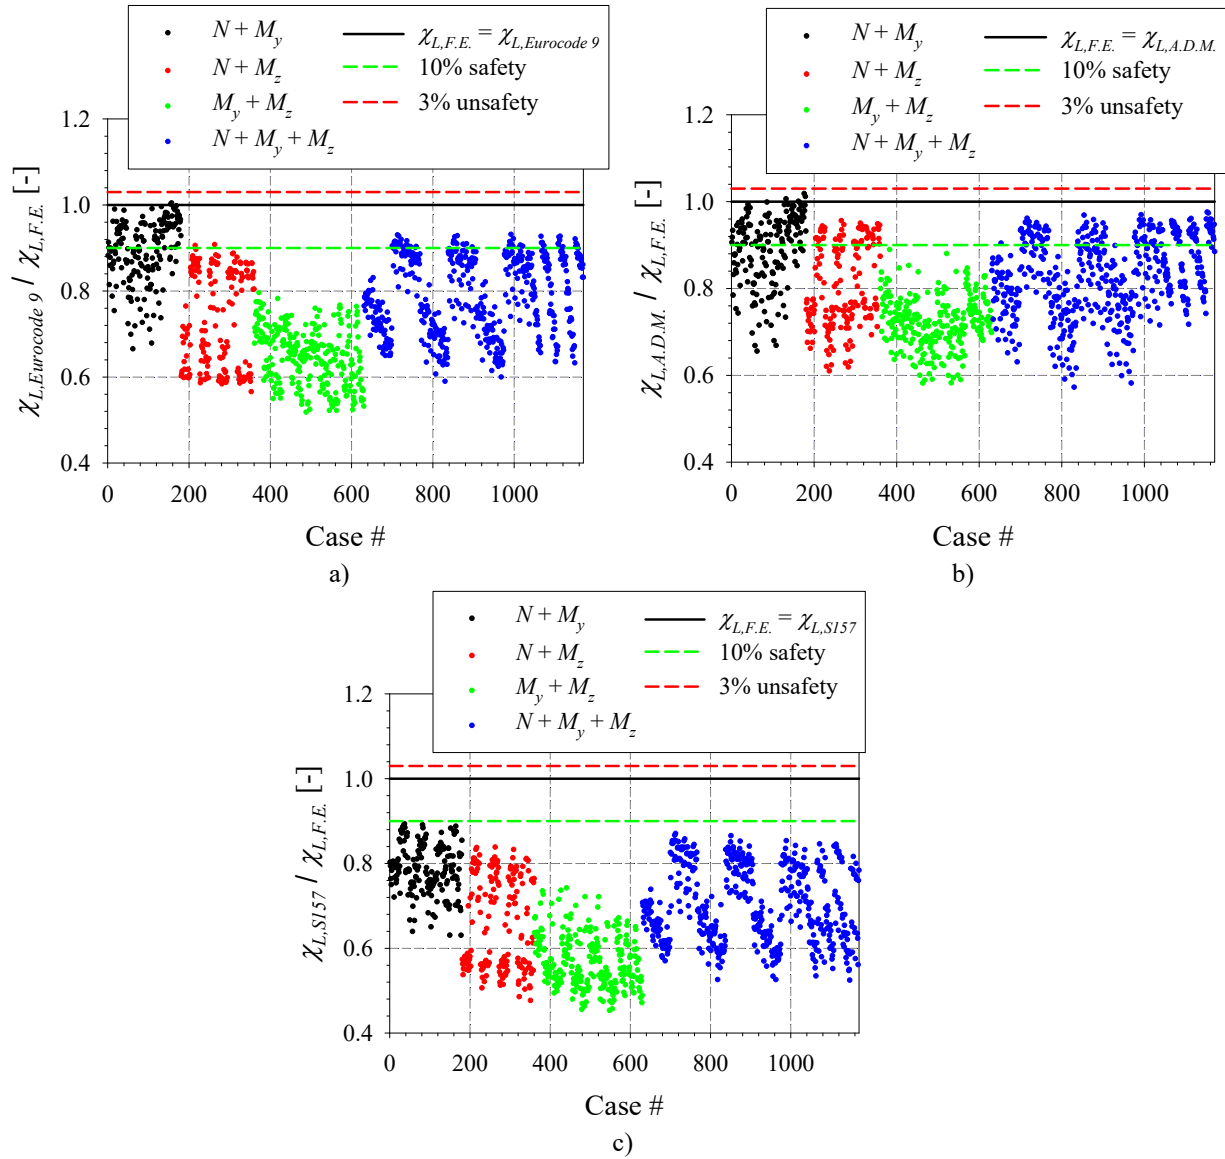 N + My
N + Mz
My + Mz
N + My + Mz
χL,F.E. = χL,Eurocode 9
10% safety
3% unsafety
1.2
1.0
0.8
0.6
0.4
χL,Eurocode 9 / χL,F.E. [-]
0 200 400 600 800 1000
Case #
a)
N + My
N + Mz
My + Mz
N + My + Mz
χL,F.E. = χL,A.D.M.
10% safety
3% unsafety
1.2
1.0
0.8
0.6
0.4
χL,A.D.M. / χL,F.E. [-]
0 200 400 600 800 1000
Case #
b)
N + My
N + Mz
My + Mz
N + My + Mz
χL,F.E. = χL,S157
10% safety
3% unsafety
1.2
1.0
0.8
0.6
0.4
χL,S157 / χL,F.E. [-]
0 200 400 600 800 1000
Case #
c)